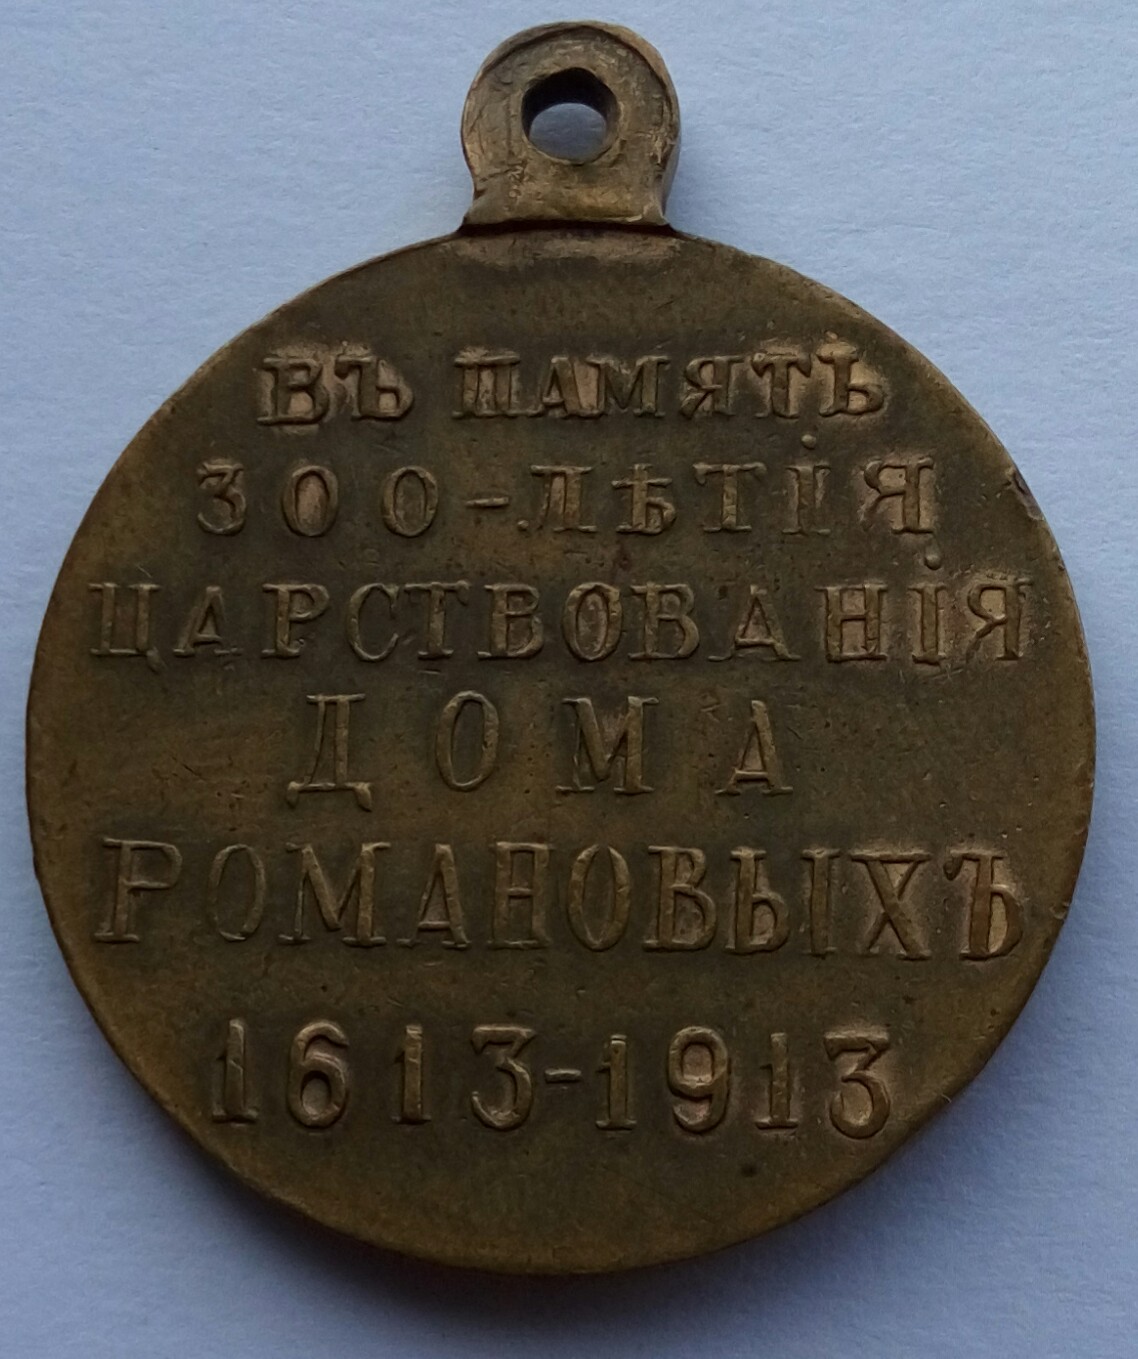 ВЪ ПАМЯТЬ
300-ЛѢТІЯ
ЦАРСТВОВАНІЯ
ДОМА
РОМАНОВЫХЪ
1613-1913